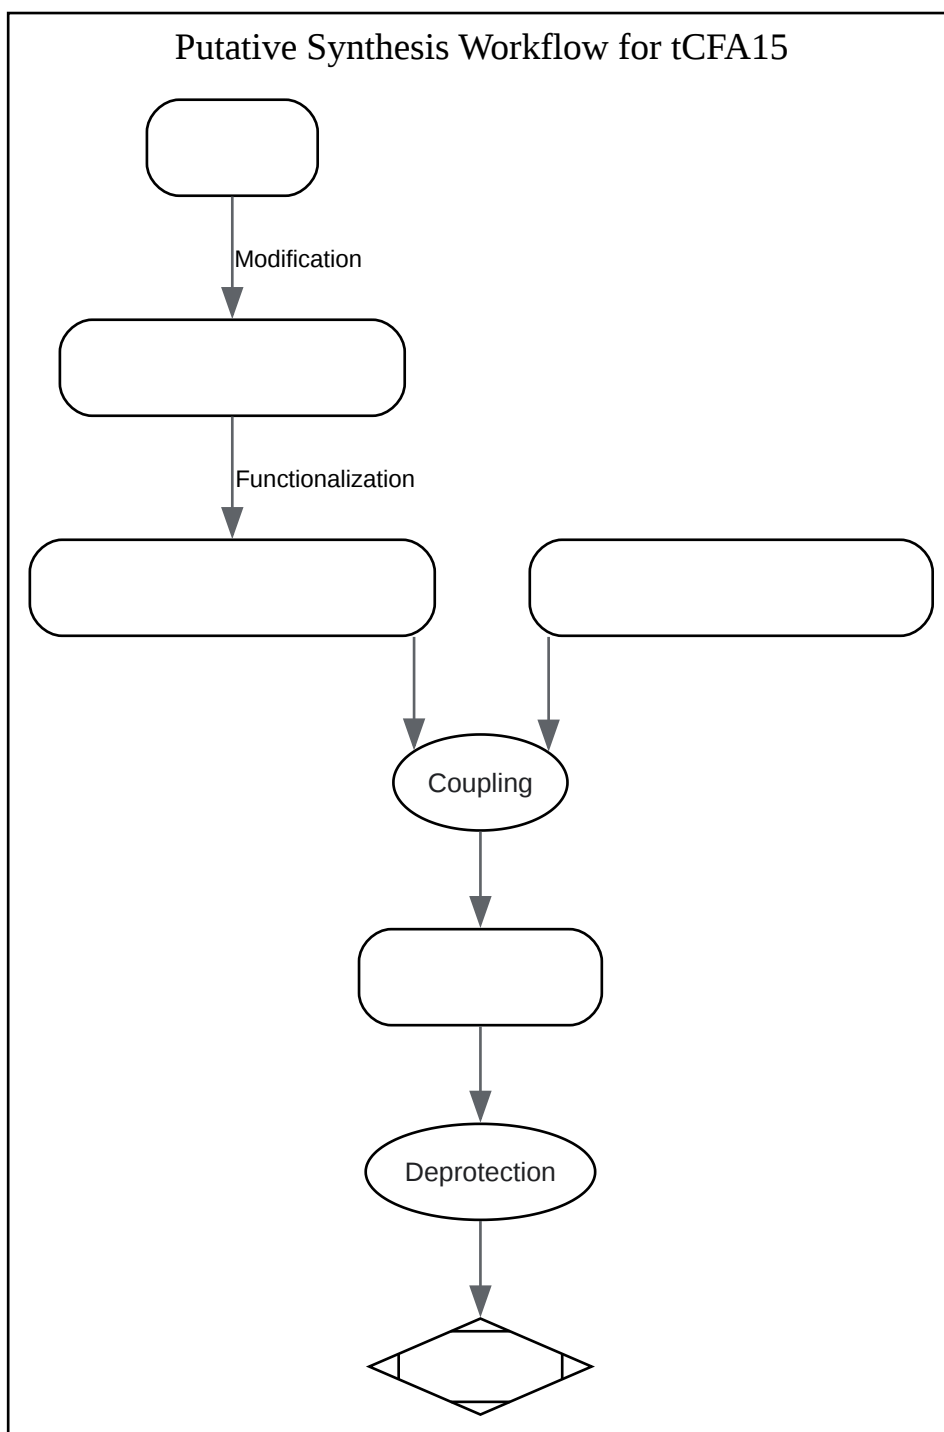 Putative Synthesis Workflow for tCFA15
Modification
Functionalization
Coupling
Deprotection